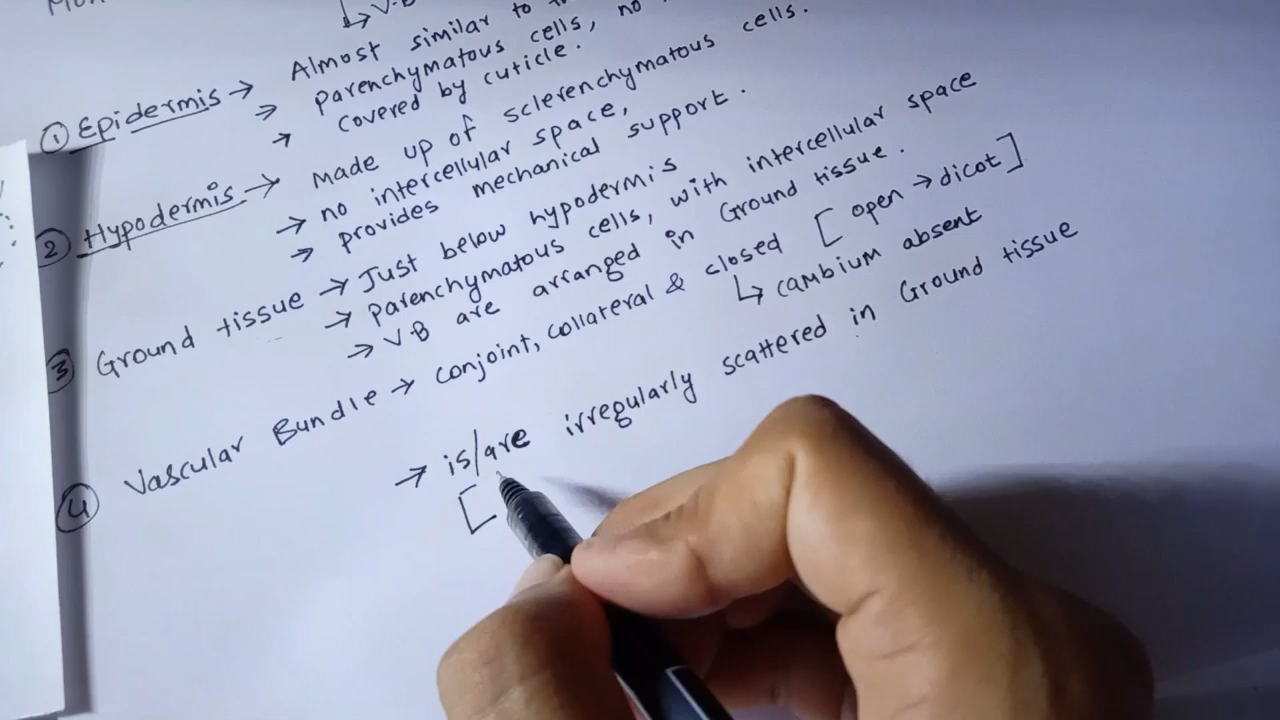 ↳ V.B
① Epidermis → Almost similar to
→ parenchymatous cells, no
→ covered by cuticle.
② Hypodermis → Made up of sclerenchymatous cells.
→ no intercellular space,
→ provides mechanical support.
③ Ground tissue → Just below hypodermis
→ parenchymatous cells, with intercellular space
→ V.B are arranged in Ground tissue.
④ Vascular Bundle → conjoint, collateral & closed [open → dicot]
↳ cambium absent
→ is/are irregularly scattered in Ground tissue
[